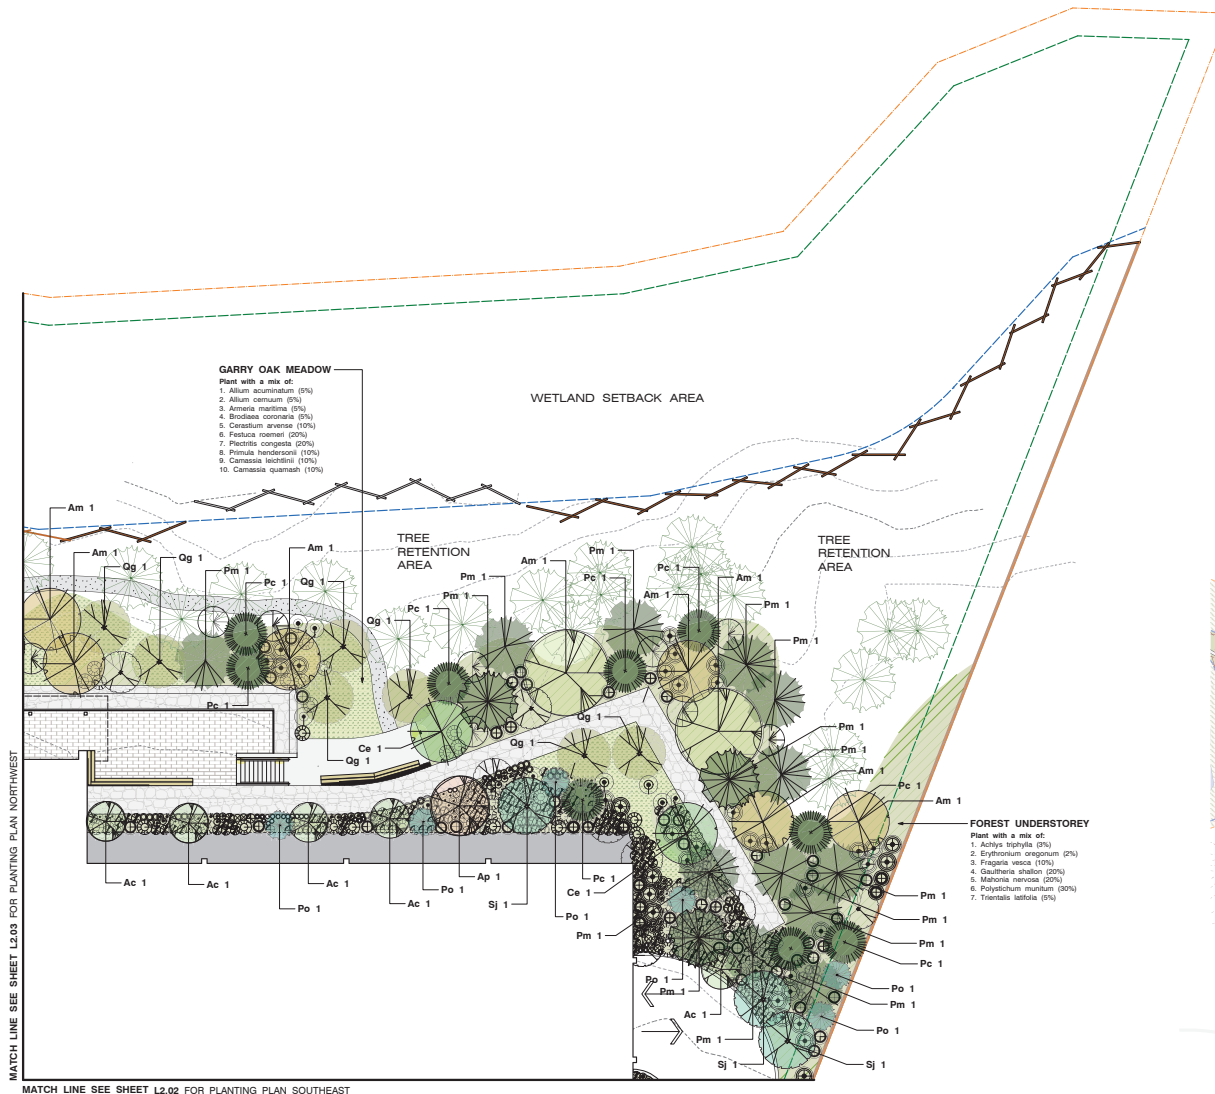 GARRY OAK MEADOW
Plant with a mix of:
1. Allium acuminatum (5%)
2. Allium cernuum (5%)
3. Armeria maritima (5%)
4. Brodiaea coronaria (5%)
5. Cerastium arvense (10%)
6. Festuca roemeri (20%)
7. Plectritis congesta (20%)
8. Primula hendersonii (10%)
9. Camassia leichtlinii (10%)
10. Camassia quamash (10%)
WETLAND SETBACK AREA
TREE
RETENTION
AREA
TREE
RETENTION
AREA
Am 1
Am 1
Qg 1
Qg 1
Pm 1
Pc 1
Am 1
Qg 1
Qg 1
Pc 1
Pm 1
Pm 1
Am 1
Pm 1
Pc 1
Pc 1
Am 1
Am 1
Pm 1
Pm 1
Pc 1
Qg 1
Ce 1
Qg 1
Qg 1
Pm 1
Pm 1
Am 1
Pc 1
Am 1
FOREST UNDERSTOREY
Plant with a mix of:
1. Achlys triphylla (3%)
2. Erythronium oregonum (2%)
3. Fragaria vesca (10%)
4. Gaultheria shallon (20%)
5. Mahonia nervosa (20%)
6. Polystichum munitum (30%)
7. Trientalis latifolia (5%)
Ac 1
Ac 1
Po 1
Ac 1
Ac 1
Po 1
Ap 1
Sj 1
Pc 1
Ce 1
Po 1
Pm 1
Pm 1
Pm 1
Pm 1
Pc 1
Po 1
Pm 1
Po 1
Sj 1
Po 1
Pm 1
Ac 1
Pm 1
Sj 1
MATCH LINE SEE SHEET L2.03 FOR PLANTING PLAN NORTHWEST
MATCH LINE SEE SHEET L2.02 FOR PLANTING PLAN SOUTHEAST